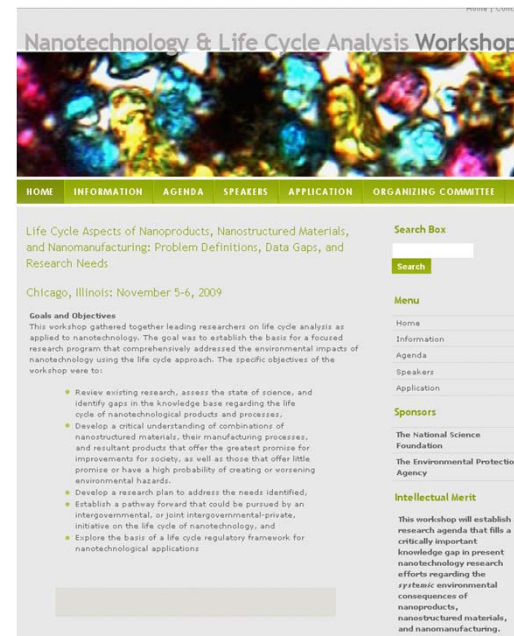 Home | Con
Nanotechnology & Life Cycle Analysis Workshop
HOME INFORMATION AGENDA SPEAKERS APPLICATION ORGANIZING COMMITTEE
Life Cycle Aspects of Nanoproducts, Nanostructured Materials,
and Nanomanufacturing: Problem Definitions, Data Gaps, and
Research Needs
Chicago, Illinois: November 5-6, 2009
Goals and Objectives
This workshop gathered together leading researchers on life cycle analysis as
applied to nanotechnology. The goal was to establish the basis for a focused
research program that comprehensively addressed the environmental impacts of
nanotechnology using the life cycle approach. The specific objectives of the
workshop were to:
Review existing research, assess the state of science, and
identify gaps in the knowledge base regarding the life
cycle of nanotechnological products and processes,
Develop a critical understanding of combinations of
nanostructured materials, their manufacturing processes,
and resultant products that offer the greatest promise for
improvements for society, as well as those that offer little
promise or have a high probability of creating or worsening
environmental hazards.
Develop a research plan to address the needs identified,
Establish a pathway forward that could be pursued by an
intergovernmental, or joint intergovernmental-private,
initiative on the life cycle of nanotechnology, and
Explore the basis of a life cycle regulatory framework for
nanotechnological applications
Search Box
Search
Menu
Home
Information
Agenda
Speakers
Application
Sponsors
The National Science
Foundation
The Environmental Protectio
Agency
Intellectual Merit
This workshop will establish
research agenda that fills a
critically important
knowledge gap in present
nanotechnology research
efforts regarding the
systemic environmental
consequences of
nanoproducts,
nanostructured materials,
and nanomanufacturing.